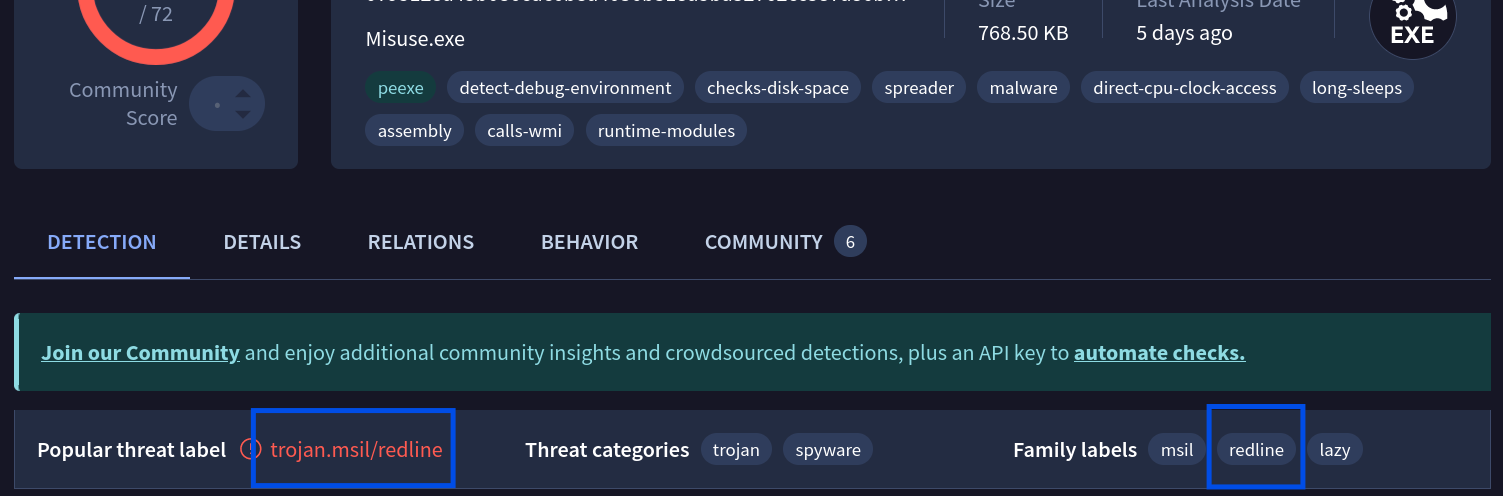 / 72
Size
Last Analysis Date
Misuse.exe
768.50 KB
5 days ago
EXE
Community
Score
peexe
detect-debug-environment
checks-disk-space
spreader
malware
direct-cpu-clock-access
long-sleeps
assembly
calls-wmi
runtime-modules
DETECTION
DETAILS
RELATIONS
BEHAVIOR
COMMUNITY 6
Join our Community and enjoy additional community insights and crowdsourced detections, plus an API key to automate checks.
Popular threat label trojan.msil/redline
Threat categories trojan spyware
Family labels msil redline lazy